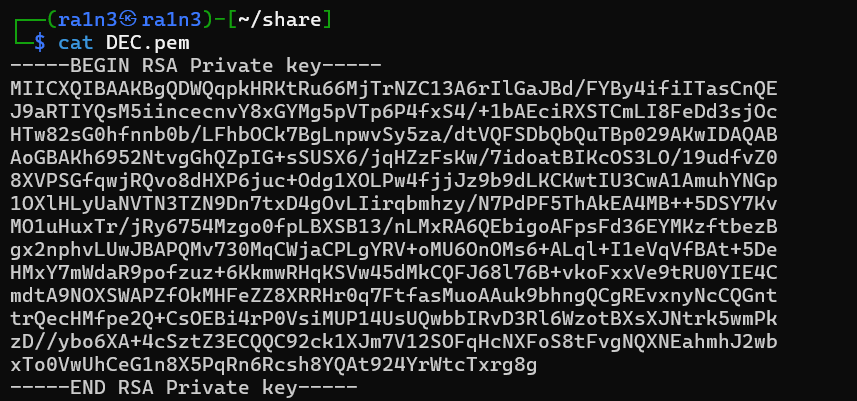 ┌──(ra1n3㉿ra1n3)-[~/share]
└─$ cat DEC.pem
-----BEGIN RSA Private key-----
MIICXQIBAAKBgQDWQqpkHRKtRu66MjTrNZC13A6rIlGaJBd/FYBy4ifiITasCnQE
J9aRTIYQsM5iincecnvY8xGYMg5pVTp6P4fxS4/+1bAEciRXSTCmLI8FeDd3sjOc
HTw82sG0hfnnb0b/LFhbOCk7BgLnpwvSy5za/dtVQFSDbQbQuTBp029AKwIDAQAB
AoGBAKh6952NtvgGhQZpIG+sSUSX6/jqHZzFsKw/7idoatBIKcOS3LO/19udfvZ0
8XVPSGfqwjRQvo8dHXP6juc+Odg1XOLPw4fjjJz9b9dLKCKwtIU3CwA1AmuhYNGp
1OXlHLyUaNVTN3TZN9Dn7txD4gOvLIirqbmhzy/N7PdPF5ThAkEA4MB++5DSY7Kv
MO1uHuxTr/jRy6754Mzgo0fpLBXSB13/nLMxRA6QEbigoAFpsFd36EYMKzftbezB
gx2nphvLUwJBAPQMv730MqCWjaCPLgYRV+oMU6OnOMs6+ALql+I1eVqVfBAt+5De
HMxY7mWdaR9pofzuz+6KkmwRHqKSVw45dMkCQFJ68l76B+vkoFxxVe9tRU0YIE4C
mdtA9NOXSWAPZfOkMHFeZZ8XRRHr0q7FtfasMuoAAuk9bhngQCgREvxnyNcCQGnt
trQecHMfpe2Q+CsOEBi4rP0VsiMUP14UsUQwbbIRvD3Rl6WzotBXsXJNtrk5wmPk
zD//ybo6XA+4cSztZ3ECQQC92ck1XJm7V12SOFqHcNXFoS8tFvgNQXNEahmhJ2wb
xTo0VwUhCeG1n8X5PqRn6Rcsh8YQAt924YrWtcTxrg8g
-----END RSA Private key-----